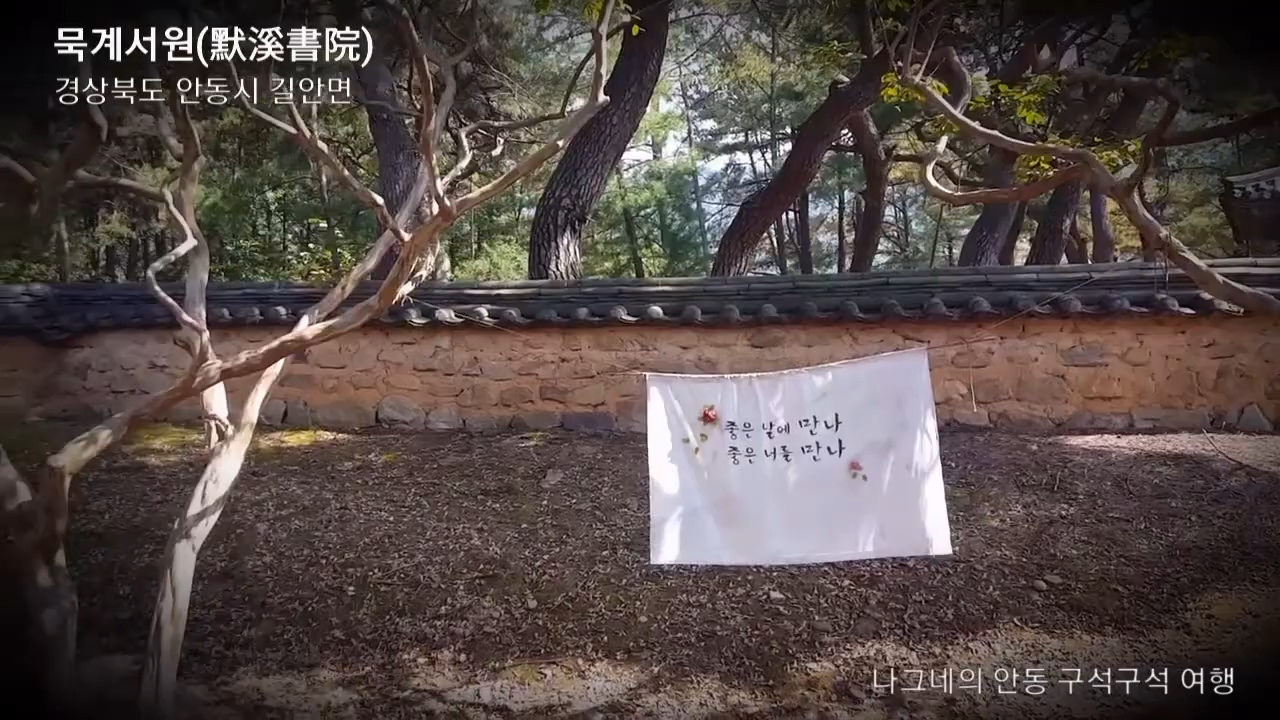 묵계서원(默溪書院)
경상북도 안동시 길안면
좋은 날에 만나
좋은 너를 만나
나그네의 안동 구석구석 여행